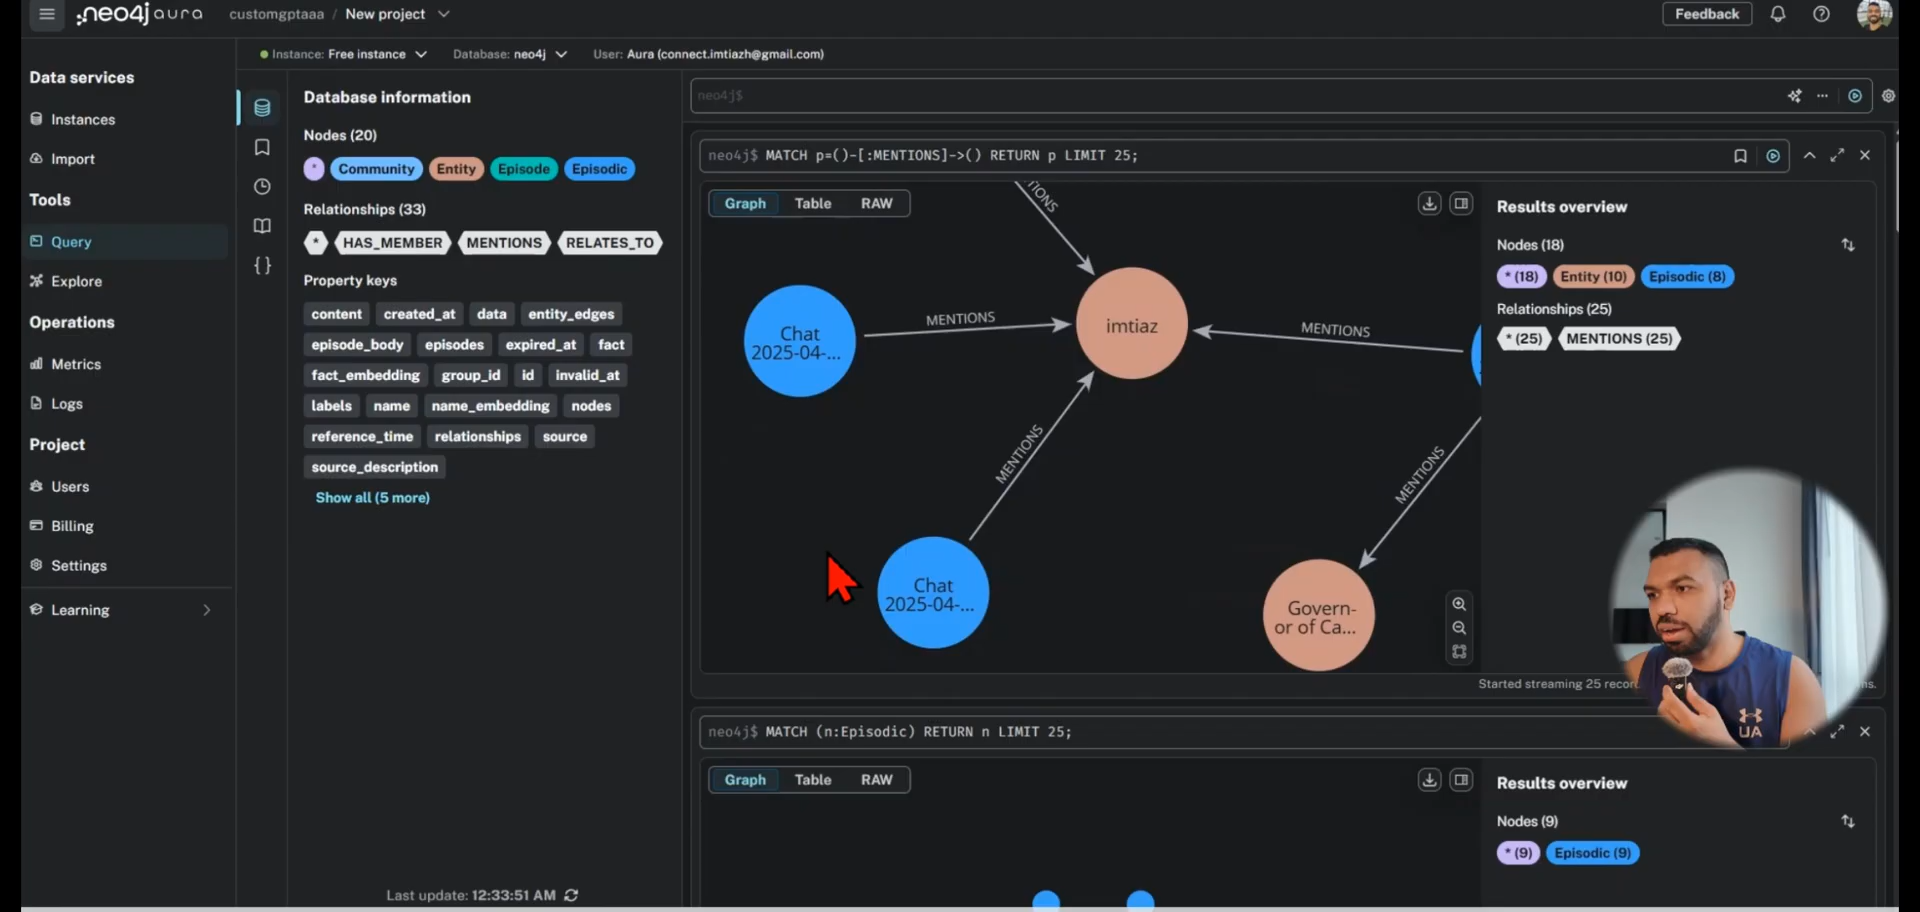 neo4j aura
customgptaaa / New project
Feedback
Instance: Free instance
Database: neo4j
User: Aura (connect.imtiazh@gmail.com)
Data services
Instances
Import
Tools
Query
Explore
Operations
Metrics
Logs
Project
Users
Billing
Settings
Learning
Database information
Nodes (20)
* Community Entity Episode Episodic
Relationships (33)
* HAS_MEMBER MENTIONS RELATES_TO
Property keys
content created_at data entity_edges
episode_body episodes expired_at fact
fact_embedding group_id id invalid_at
labels name name_embedding nodes
reference_time relationships source
source_description
Show all (5 more)
Last update: 12:33:51 AM
neo4j$
neo4j$ MATCH p=()-[:MENTIONS]->() RETURN p LIMIT 25;
Graph Table RAW
TIONS
Chat
2025-04-...
MENTIONS
imtiaz
MENTIONS
MENTIONS
MENTIONS
Chat
2025-04-...
Govern-
or of Ca...
Results overview
Nodes (18)
* (18) Entity (10) Episodic (8)
Relationships (25)
* (25) MENTIONS (25)
Started streaming 25 recor
ms.
UA
neo4j$ MATCH (n:Episodic) RETURN n LIMIT 25;
Graph Table RAW
Results overview
Nodes (9)
* (9) Episodic (9)